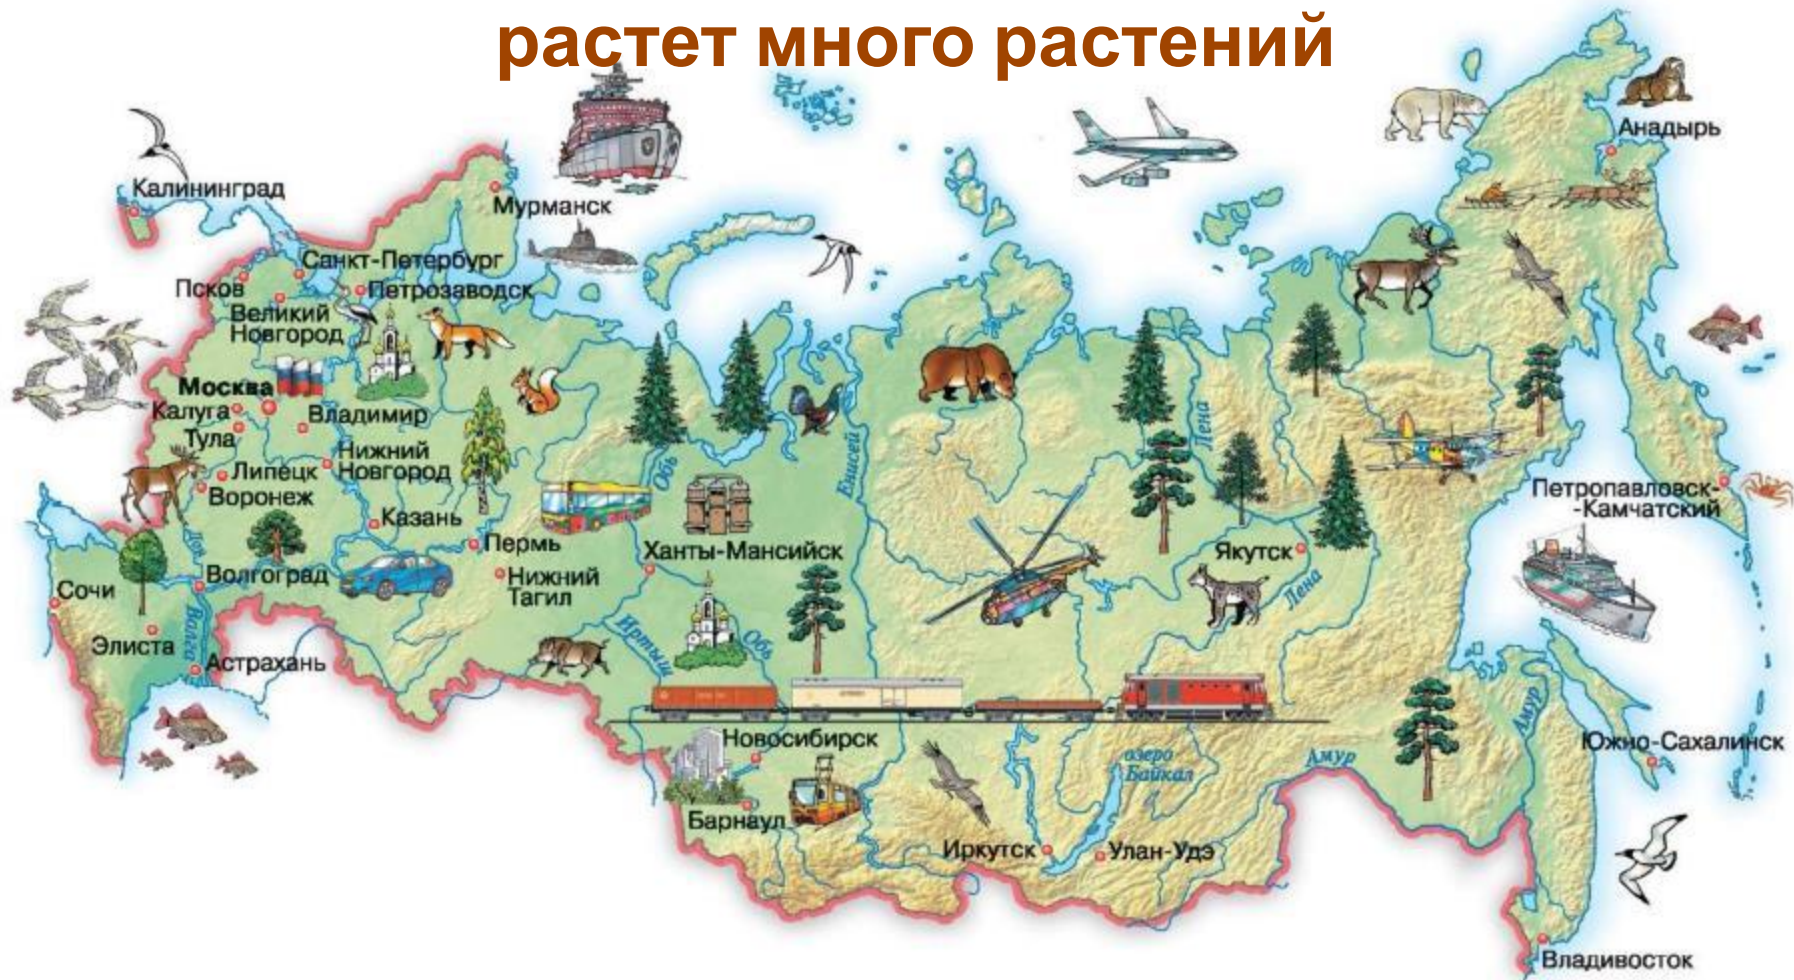 растет много растений
Анадырь
Калининград
Мурманск
Санкт-Петербург
Псков
Петрозаводск
Великий
Новгород
Москва
Калуга
Владимир
Тула
Нижний
Новгород
Липецк
Воронеж
Казань
Пермь
Нижний
Тагил
Ханты-Мансийск
Якутск
Петропавловск-
-Камчатский
Сочи
Волгоград
Элиста
Астрахань
Дон
Волга
Обь
Енисей
Лена
Лена
Иртыш
Обь
Новосибирск
Барнаул
Иркутск
Улан-Удэ
озеро
Байкал
Амур
Амур
Южно-Сахалинск
Владивосток